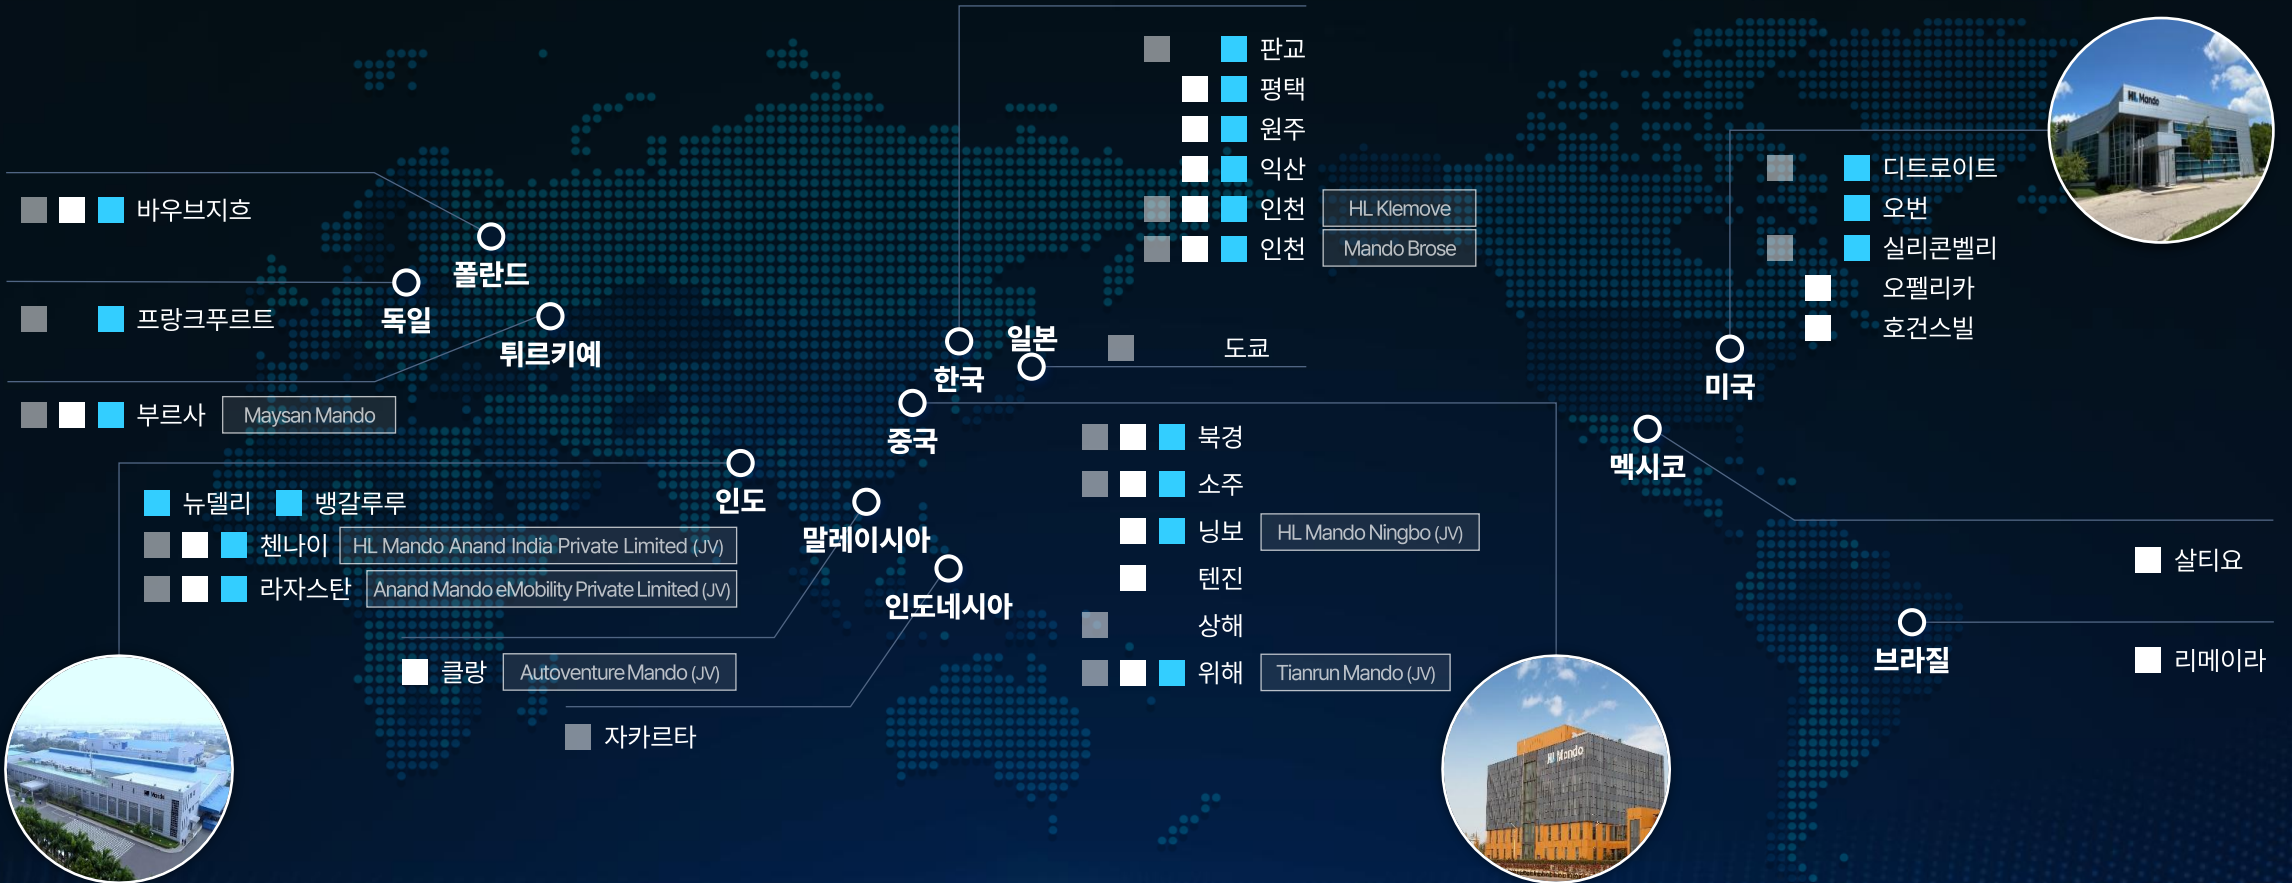 판교
평택
원주
익산
인천 HL Klemove
인천 Mando Brose
HL Mando
디트로이트
오번
실리콘벨리
오펠리카
호건스빌
미국
바우브지흐
폴란드
독일
프랑크푸르트
튀르키예
부르사 Maysan Mando
일본
도쿄
한국
중국
북경
소주
닝보 HL Mando Ningbo (JV)
텐진
상해
위해 Tianrun Mando (JV)
HL Mando
인도
뉴델리 뱅갈루루
첸나이 HL Mando Anand India Private Limited (JV)
라자스탄 Anand Mando eMobility Private Limited (JV)
HL Mando
말레이시아
클랑 Autoventure Mando (JV)
인도네시아
자카르타
멕시코
살티요
브라질
리메이라